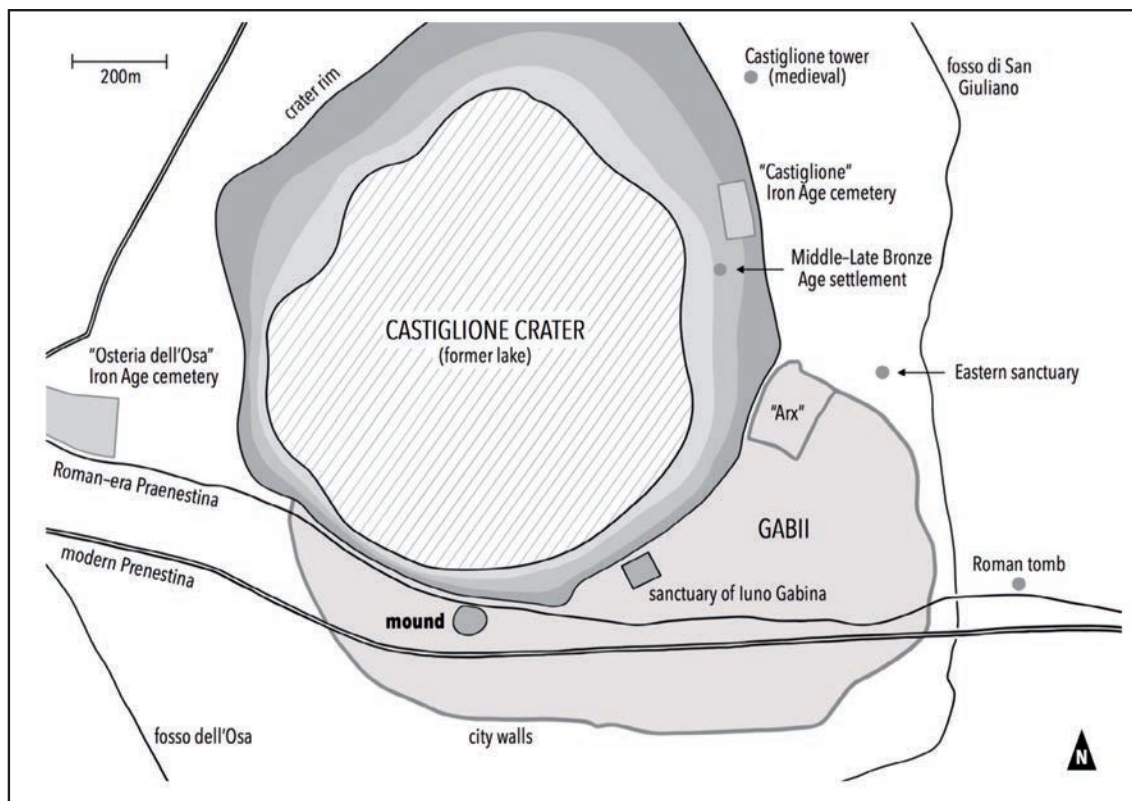 200m
crater rim
Castiglione tower
(medieval)
fosso di San
Giuliano
"Castiglione"
Iron Age cemetery
Middle–Late Bronze
Age settlement
CASTIGLIONE CRATER
(former lake)
"Osteria dell'Osa"
Iron Age cemetery
Eastern sanctuary
"Arx"
Roman-era Praenestina
GABII
modern Prenestina
Roman tomb
sanctuary of Iuno Gabina
mound
fosso dell'Osa
city walls
N